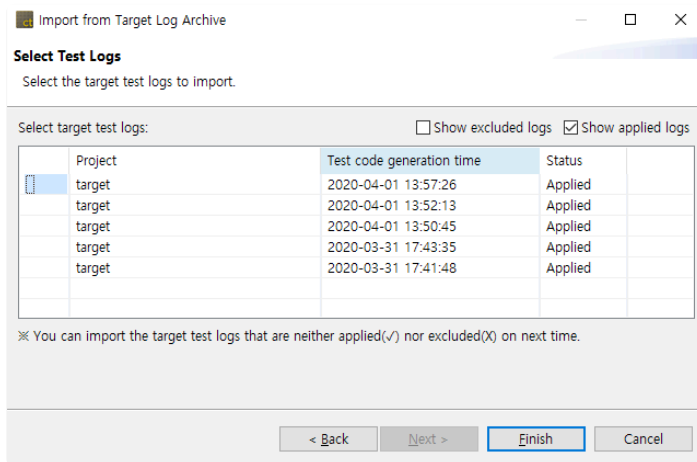 ct Import from Target Log Archive
Select Test Logs
Select the target test logs to import.
Select target test logs: Show excluded logs Show applied logs
Project Test code generation time Status
target 2020-04-01 13:57:26 Applied
target 2020-04-01 13:52:13 Applied
target 2020-04-01 13:50:45 Applied
target 2020-03-31 17:43:35 Applied
target 2020-03-31 17:41:48 Applied
※ You can import the target test logs that are neither applied(✓) nor excluded(X) on next time.
< Back Next > Finish Cancel